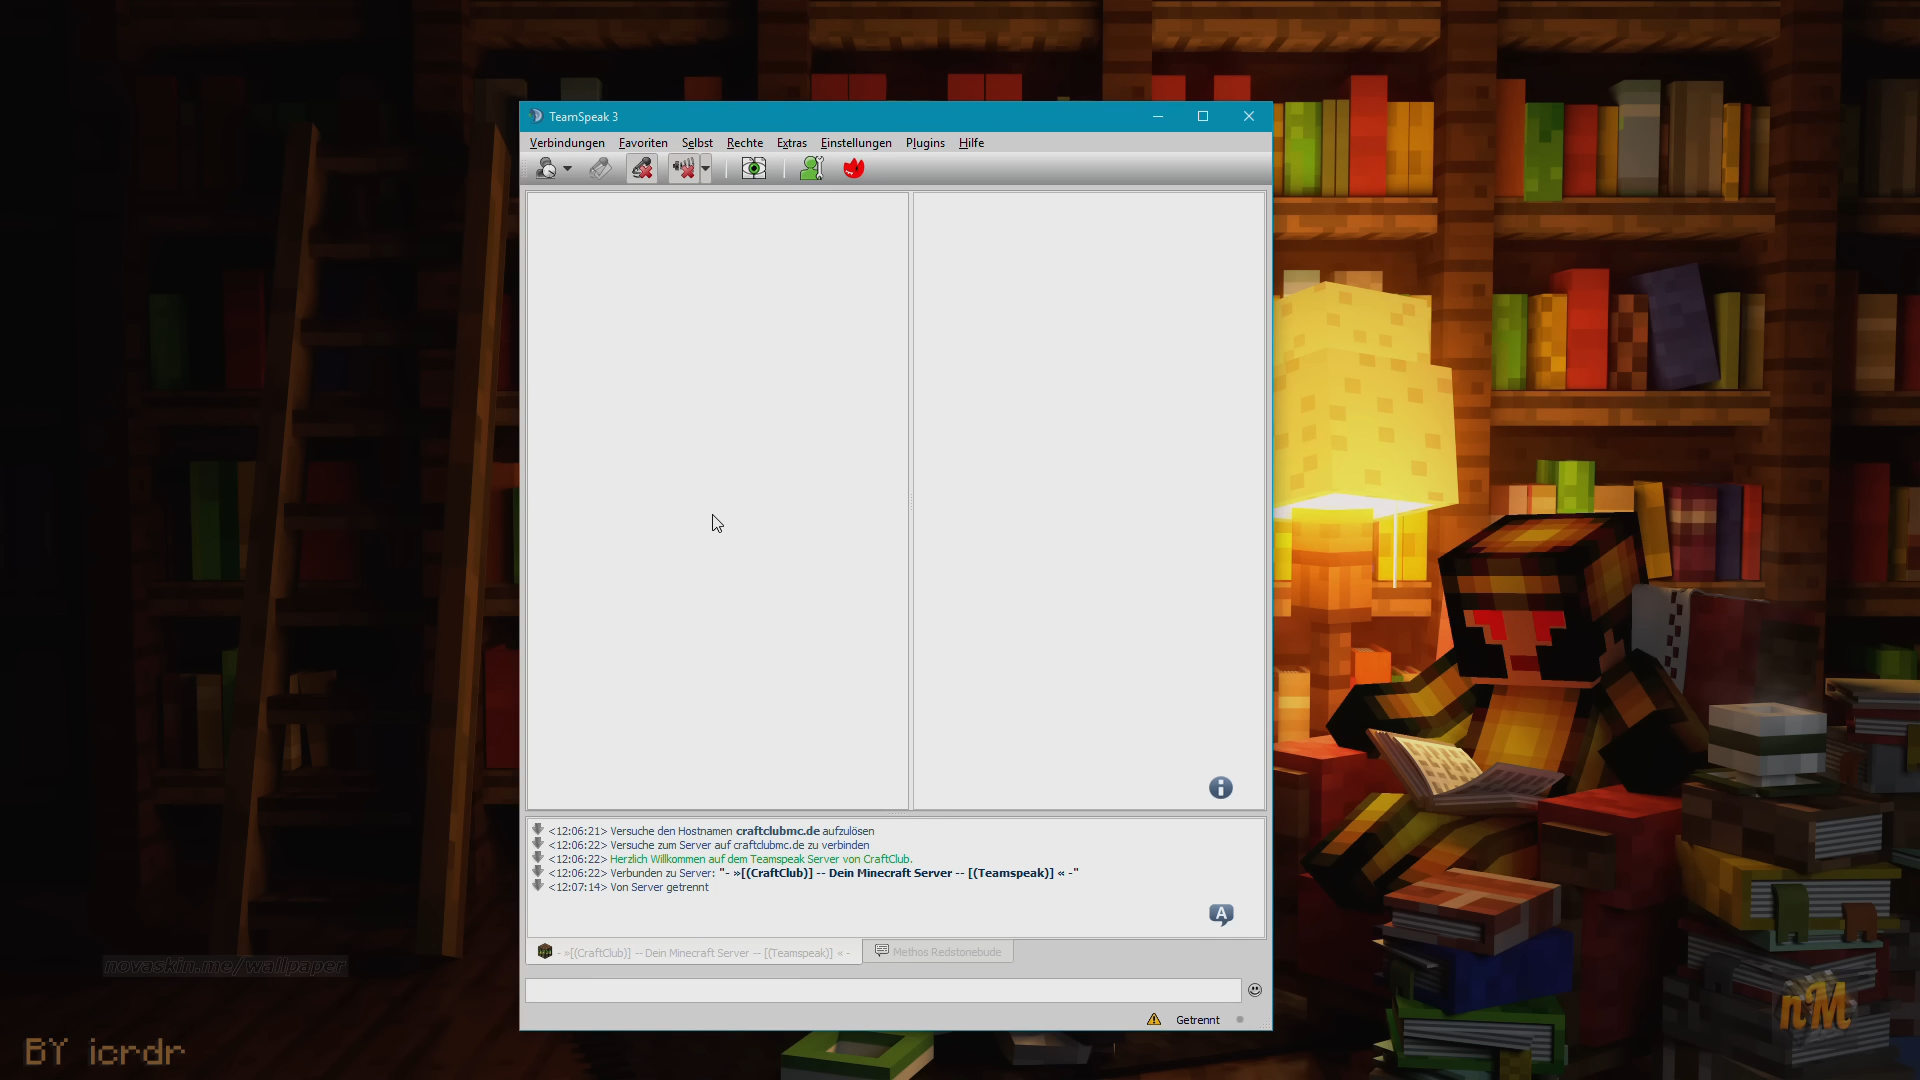 TeamSpeak 3
Verbindungen Favoriten Selbst Rechte Extras Einstellungen Plugins Hilfe
<12:06:21> Versuche den Hostnamen craftclubmc.de aufzulösen
<12:06:22> Versuche zum Server auf craftclubmc.de zu verbinden
<12:06:22> Herzlich Willkommen auf dem Teamspeak Server von CraftClub.
<12:06:22> Verbunden zu Server: "- »[(CraftClub)] -- Dein Minecraft Server -- [(Teamspeak)] « -"
<12:07:14> Von Server getrennt
A
- »[(CraftClub)] -- Dein Minecraft Server -- [(Teamspeak)] « - Methos Redstonebude
Getrennt
novaskin.me/wallpaper
nM
BY icrdr